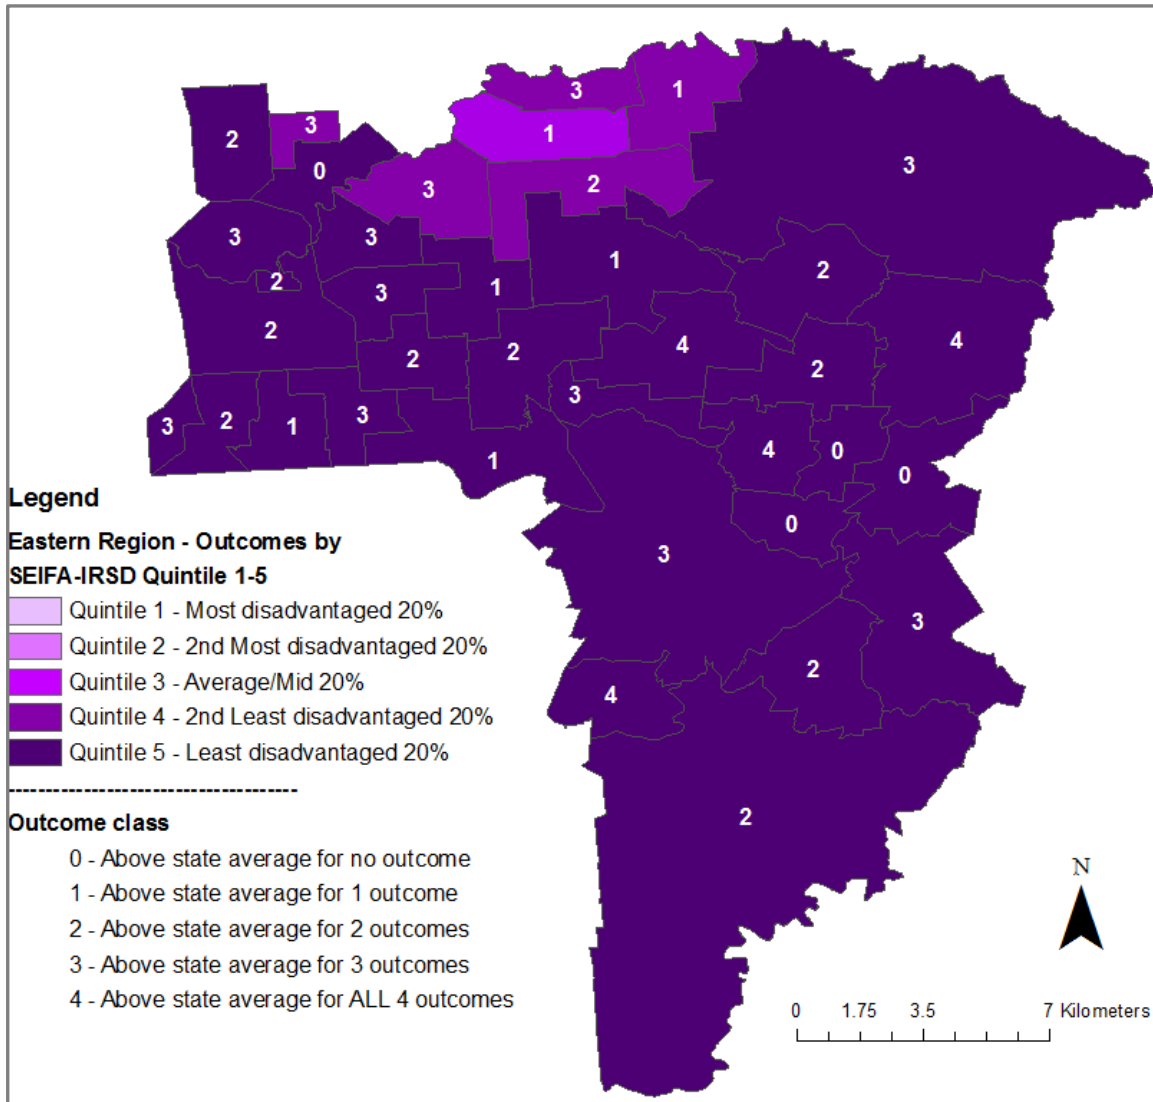 3
1
2
3
1
0
3
3
2
3
3
1
2
2
3
1
4
2
2
2
4
2
3
3
2
1
3
4
0
1
0
0
3
3
2
4
2
Legend
Eastern Region - Outcomes by
SEIFA-IRSD Quintile 1-5
Quintile 1 - Most disadvantaged 20%
Quintile 2 - 2nd Most disadvantaged 20%
Quintile 3 - Average/Mid 20%
Quintile 4 - 2nd Least disadvantaged 20%
Quintile 5 - Least disadvantaged 20%
--------------------------------------
Outcome class
0 - Above state average for no outcome
1 - Above state average for 1 outcome
2 - Above state average for 2 outcomes
3 - Above state average for 3 outcomes
4 - Above state average for ALL 4 outcomes
N
0 1.75 3.5 7 Kilometers